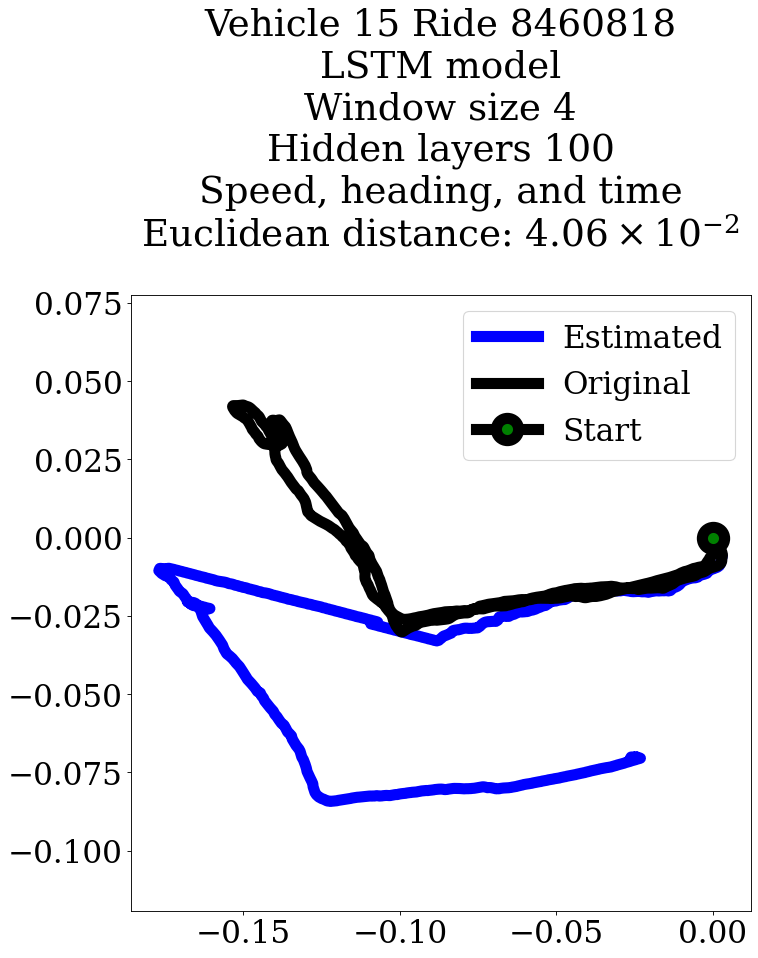 Vehicle 15 Ride 8460818
LSTM model
Window size 4
Hidden layers 100
Speed, heading, and time
Euclidean distance: 4.06 × 10⁻²
Estimated
Original
Start
0.075
0.050
0.025
0.000
−0.025
−0.050
−0.075
−0.100
−0.15
−0.10
−0.05
0.00